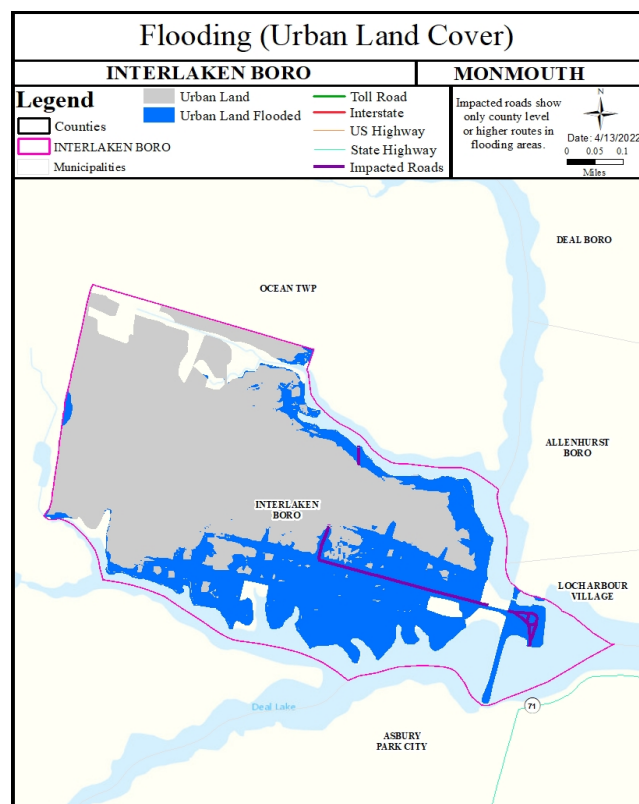 Flooding (Urban Land Cover)
INTERLAKEN BORO
MONMOUTH
Legend
Counties
INTERLAKEN BORO
Municipalities
Urban Land
Urban Land Flooded
Toll Road
Interstate
US Highway
State Highway
Impacted Roads
Impacted roads show
only county level
or higher routes in
flooding areas.
N
Date: 4/13/2022
0 0.05 0.1
Miles
DEAL BORO
OCEAN TWP
ALLENHURST
BORO
INTERLAKEN
BORO
LOCH ARBOUR
VILLAGE
Deal Lake
71
ASBURY
PARK CITY